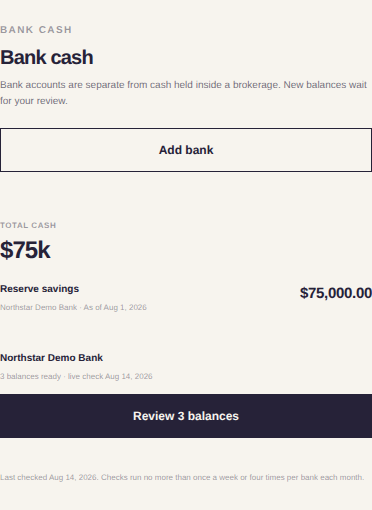 BANK CASH
Bank cash
Bank accounts are separate from cash held inside a brokerage. New balances wait
for your review.
Add bank
TOTAL CASH
$75k
Reserve savings
$75,000.00
Northstar Demo Bank · As of Aug 1, 2026
Northstar Demo Bank
3 balances ready · live check Aug 14, 2026
Review 3 balances
Last checked Aug 14, 2026. Checks run no more than once a week or four times per bank each month.